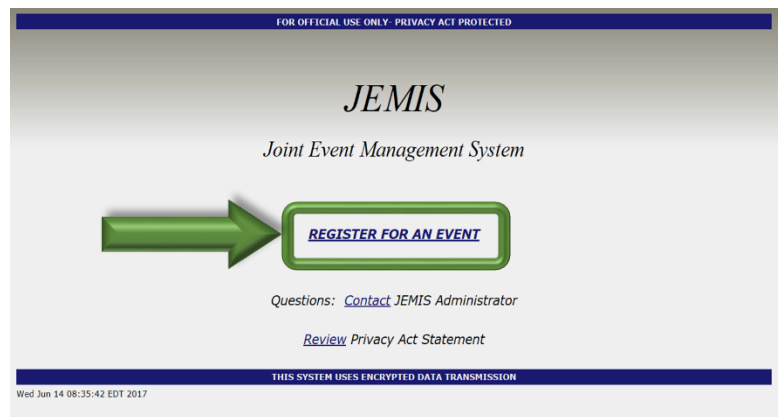 FOR OFFICIAL USE ONLY- PRIVACY ACT PROTECTED
JEMIS
Joint Event Management System
REGISTER FOR AN EVENT
Questions: Contact JEMIS Administrator
Review Privacy Act Statement
THIS SYSTEM USES ENCRYPTED DATA TRANSMISSION
Wed Jun 14 08:35:42 EDT 2017